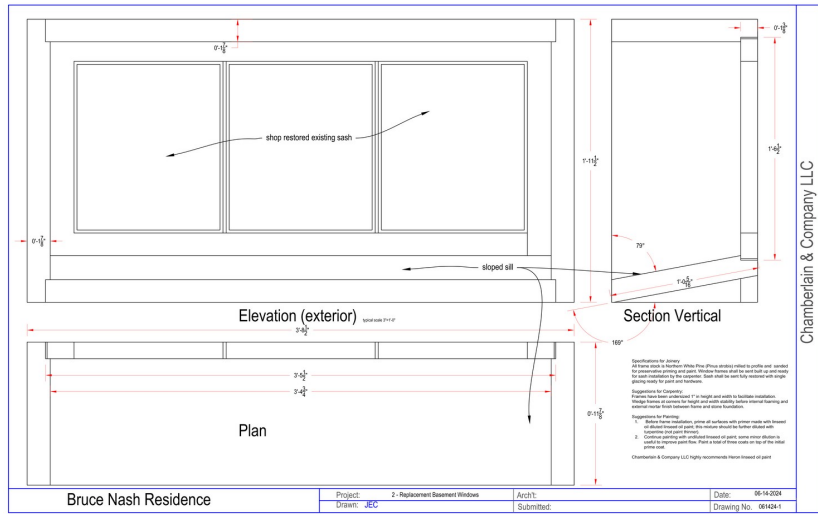 0'-1⅞"
0'-1⅜"
shop restored existing sash
1'-11½"
1'-6½"
0'-1⅞"
79°
sloped sill
1'-0 5/16"
Elevation (exterior) typical scale 3"=1'-0"
Section Vertical
3'-8½"
169°
3'-5½"
3'-4¾"
0'-11⅞"
Plan
Specifications for Joinery
All frame stock is Northern White Pine (Pinus strobis) milled to profile and sanded
for preservative priming and paint. Window frames shall be sent built up and ready
for sash installation by the carpenter. Sash shall be sent fully restored with single
glazing ready for paint and hardware.
Suggestions for Carpentry:
Frames have been undersized 1" in height and width to facilitate installation.
Wedge frames at corners for height and width stability before internal foaming and
external mortar finish between frame and stone foundation.
Suggestions for Painting:
1. Before frame installation, prime all surfaces with primer made with linseed
oil diluted linseed oil paint; this mixture should be further diluted with
turpentine (not paint thinner).
2. Continue painting with undiluted linseed oil paint; some minor dilution is
useful to improve paint flow. Paint a total of three coats on top of the initial
prime coat.
Chamberlain & Company LLC highly recommends Heron linseed oil paint
Chamberlain & Company LLC
Bruce Nash Residence
Project: 2 - Replacement Basement Windows
Drawn: JEC
Arch't:
Submitted:
Date: 06-14-2024
Drawing No. 061424-1